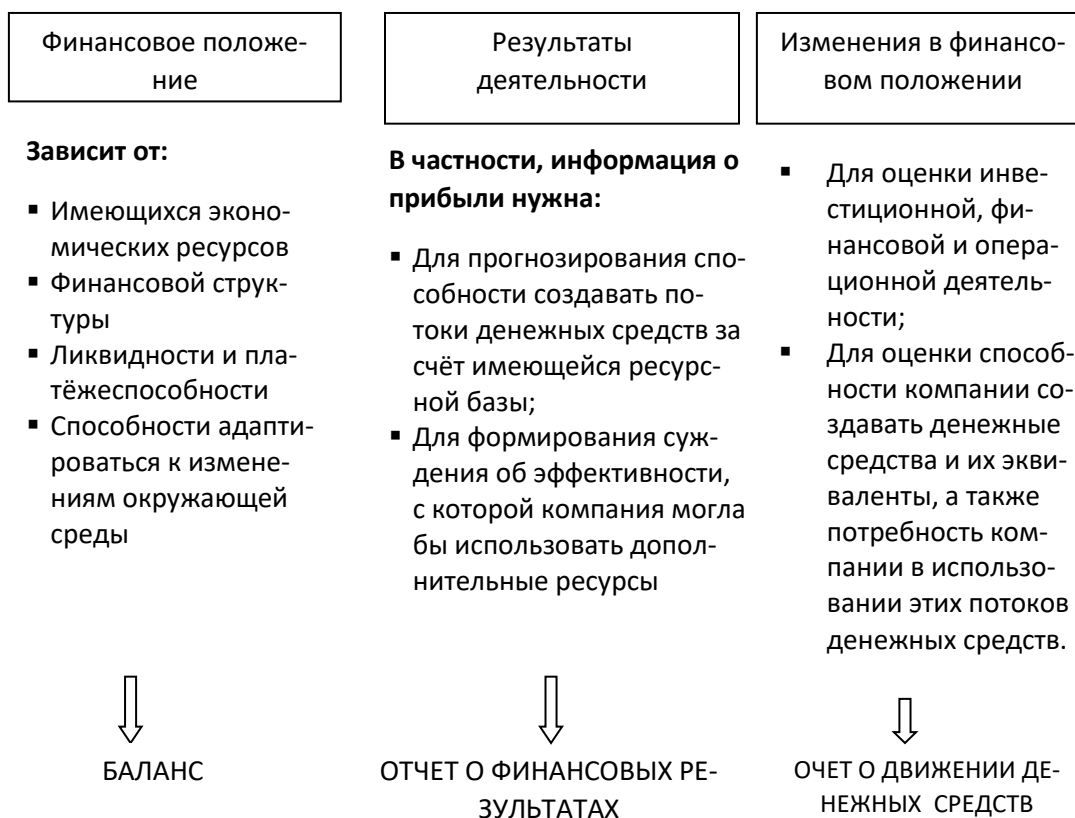 Финансовое положе-
ние
Зависит от:
▪ Имеющихся эконо-
мических ресурсов
▪ Финансовой струк-
туры
▪ Ликвидности и пла-
тёжеспособности
▪ Способности адапти-
роваться к измене-
ниям окружающей
среды
БАЛАНС
Результаты
деятельности
В частности, информация о
прибыли нужна:
▪ Для прогнозирования спо-
собности создавать по-
токи денежных средств за
счёт имеющейся ресурс-
ной базы;
▪ Для формирования суж-
дения об эффективности,
с которой компания могла
бы использовать допол-
нительные ресурсы
ОТЧЕТ О ФИНАНСОВЫХ РЕ-
ЗУЛЬТАТАХ
Изменения в финансо-
вом положении
▪ Для оценки инве-
стиционной, фи-
нансовой и опера-
ционной деятель-
ности;
▪ Для оценки способ-
ности компании со-
здавать денежные
средства и их экви-
валенты, а также
потребность ком-
пании в использо-
вании этих потоков
денежных средств.
ОЧЕТ О ДВИЖЕНИИ ДЕ-
НЕЖНЫХ СРЕДСТВ